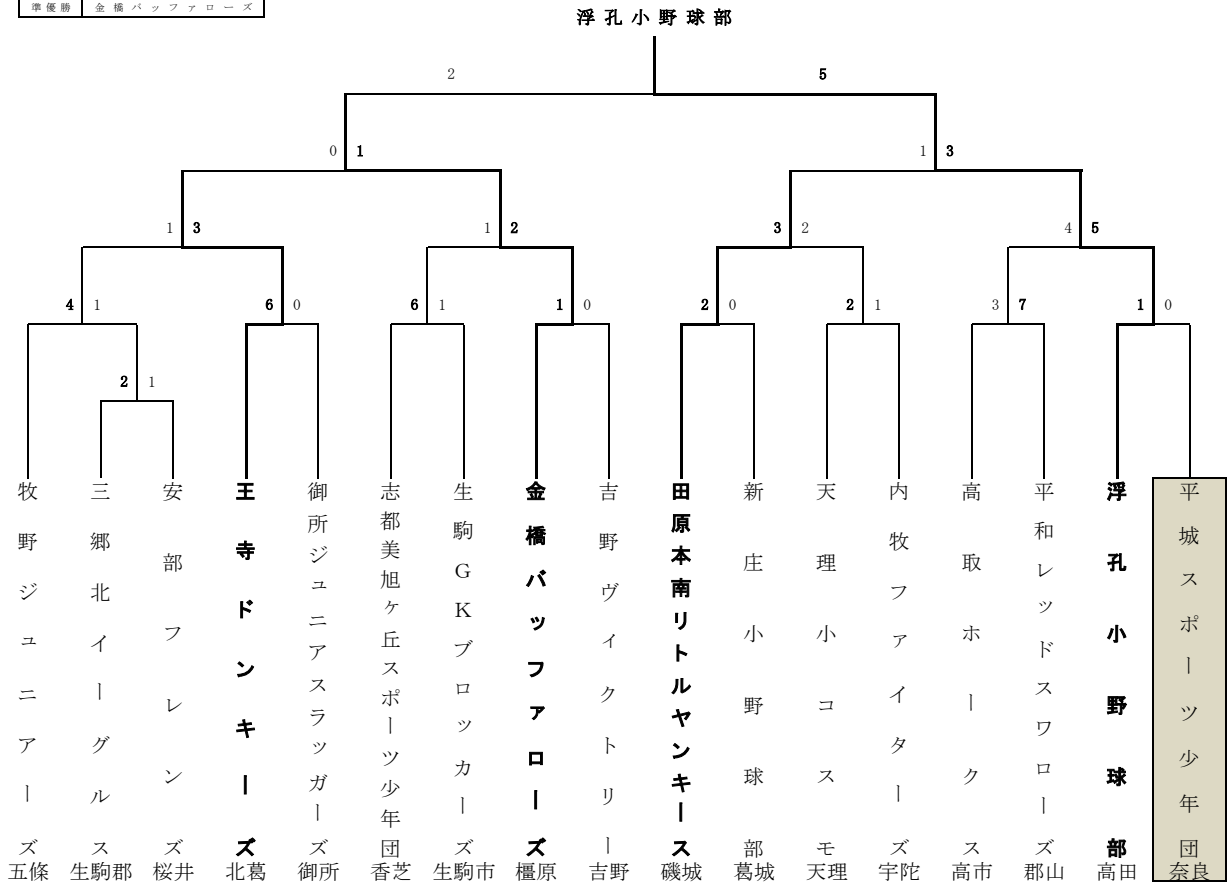 準優勝 金橋バッファローズ
浮孔小野球部
2 5
0 1 1 3
1 3 1 2 3 2 4 5
4 1 6 0 6 1 1 0 2 0 2 1 3 7 1 0
2 1
牧野ジュニアーズ
三郷北イーグルス
安部フレンズ
王寺ドンキーズ
御所ジュニアスラッガーズ
志都美旭ヶ丘スポーツ少年団
生駒GKブロッカーズ
金橋バッファローズ
吉野ヴィクトリー
田原本南リトルヤンキース
新庄小野球部
天理小コスモ
内牧ファイターズ
高取ホークス
平和レッドスワローズ
浮孔小野球部
平城スポーツ少年団
五條 生駒郡 桜井 北葛 御所 香芝 生駒市 橿原 吉野 磯城 葛城 天理 宇陀 高市 郡山 高田 奈良